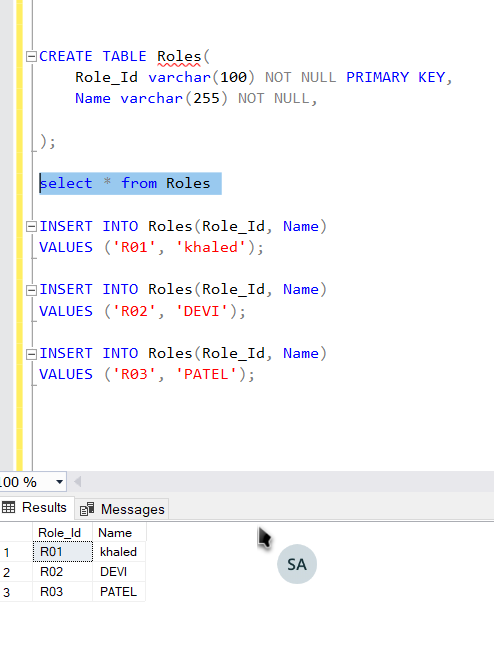 CREATE TABLE Roles(
Role_Id varchar(100) NOT NULL PRIMARY KEY,
Name varchar(255) NOT NULL,
);
select * from Roles
INSERT INTO Roles(Role_Id, Name)
VALUES ('R01', 'khaled');
INSERT INTO Roles(Role_Id, Name)
VALUES ('R02', 'DEVI');
INSERT INTO Roles(Role_Id, Name)
VALUES ('R03', 'PATEL');
.00 %
Results Messages
Role_Id Name
1 R01 khaled
2 R02 DEVI
3 R03 PATEL
SA